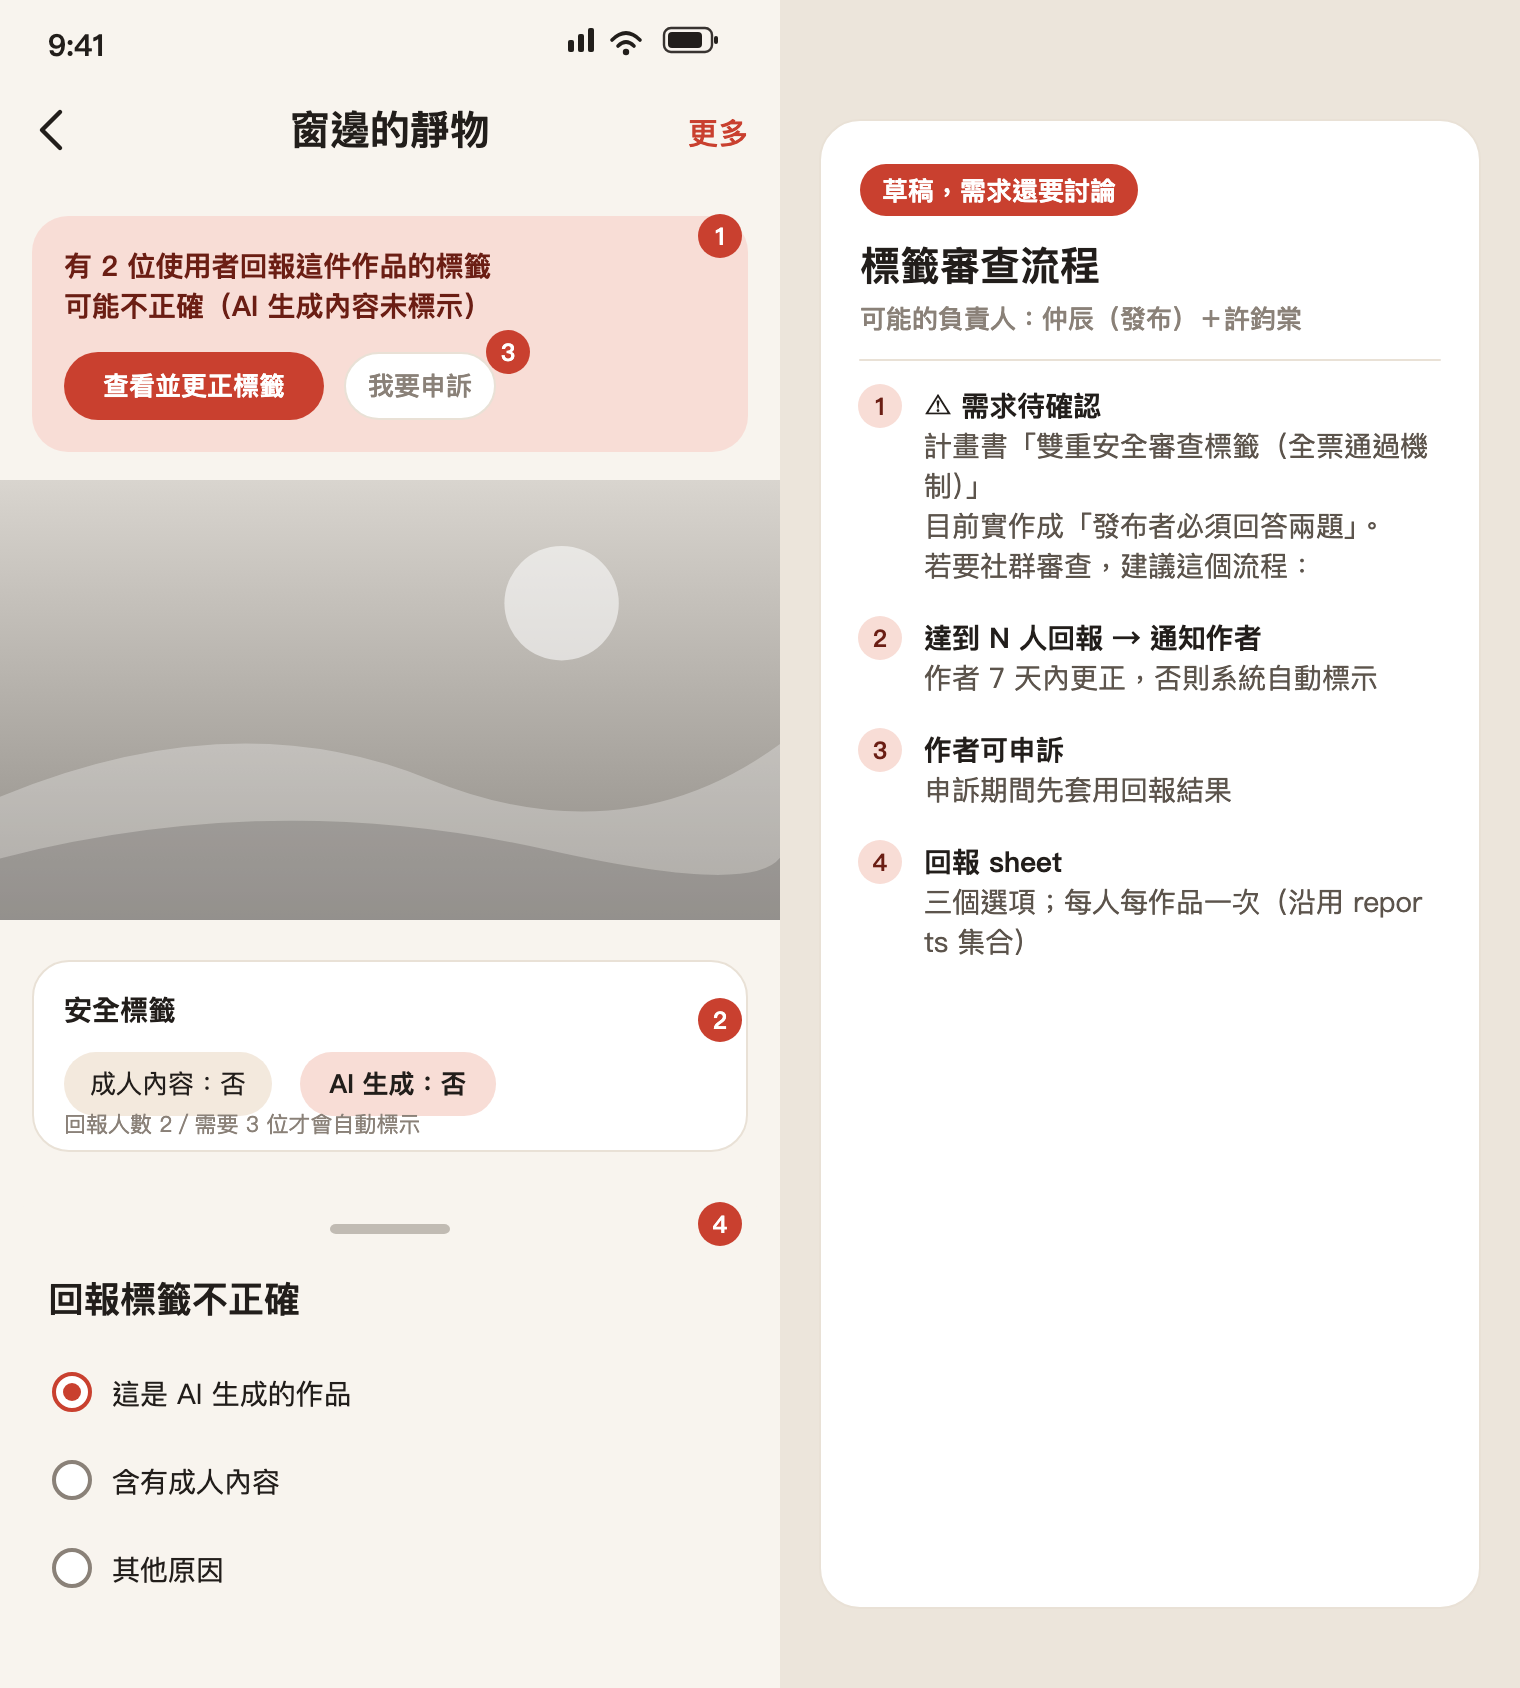 9:41
窗邊的靜物
更多
1
有 2 位使用者回報這件作品的標籤
可能不正確（AI 生成內容未標示）
3
查看並更正標籤
我要申訴
安全標籤
2
成人內容：否
AI 生成：否
回報人數 2 / 需要 3 位才會自動標示
4
回報標籤不正確
這是 AI 生成的作品
含有成人內容
其他原因
草稿，需求還要討論
標籤審查流程
可能的負責人：仲辰（發布）＋許鈞棠
1
⚠ 需求待確認
計畫書「雙重安全審查標籤（全票通過機
制）」
目前實作成「發布者必須回答兩題」。
若要社群審查，建議這個流程：
2
達到 N 人回報 → 通知作者
作者 7 天內更正，否則系統自動標示
3
作者可申訴
申訴期間先套用回報結果
4
回報 sheet
三個選項；每人每作品一次（沿用 repor
ts 集合）